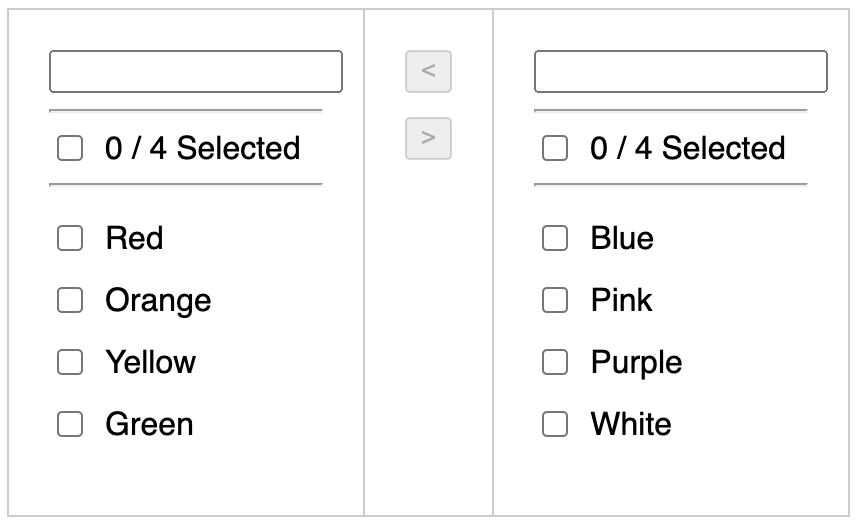 <
>
0 / 4 Selected
Red
Orange
Yellow
Green
0 / 4 Selected
Blue
Pink
Purple
White